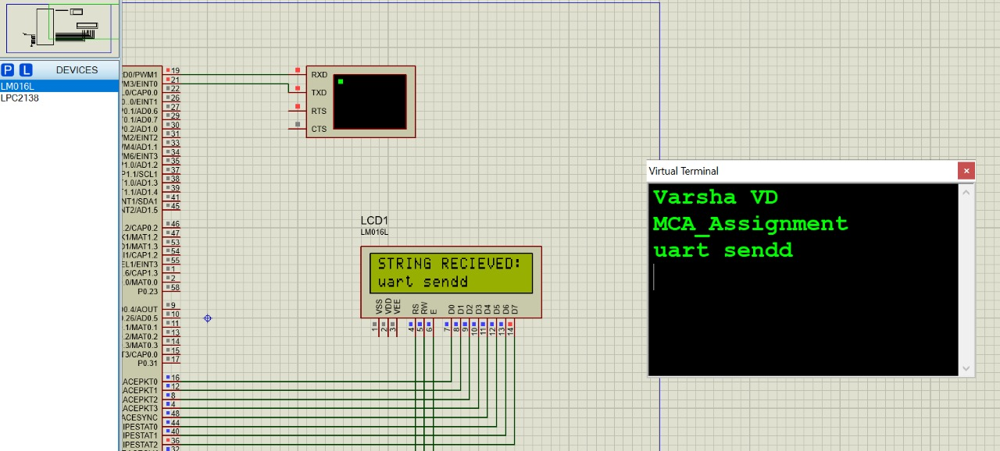 P L DEVICES
LM016L
LPC2138
D0/PWM1 19
/M3/EINT0 21
.0/CAP0.0 22
0..0/EINT1 26
P0.1/AD0.6 27
T0.1/AD0.7 29
P0.2/AD1.0 30
/M2/EINT2 31
/M4/AD1.1 33
/M6/EINT3 34
P1.0/AD1.2 35
P1.1/SCL1 37
T1.0/AD1.3 38
T1.1/AD1.4 39
NT1/SDA1 41
NT2/AD1.5 45
.2/CAP0.2 46
K1/MAT1.2 47
O1/MAT1.3 53
I1/CAP1.2 54
EL1/EINT3 55
.6/CAP1.3 1
.0/MAT0.0 2
P0.23 58
00.4/AOUT 9
.26/AD0.5 10
.1/MAT0.1 11
.2/MAT0.2 13
.3/MAT0.3 14
T3/CAP0.0 15
P0.31 17
ACEPKT0 16
ACEPKT1 12
ACEPKT2 8
ACEPKT3 4
ACESYNC 48
IPESTAT0 44
IPESTAT1 40
IPESTAT2 36
32
RXD
TXD
RTS
CTS
LCD1
LM016L
STRING RECIEVED:
uart sendd
VSS VDD VEE RS RW E D0 D1 D2 D3 D4 D5 D6 D7
1 2 3 4 5 6 7 8 9 10 11 12 13 14
Virtual Terminal
Varsha VD
MCA_Assignment
uart sendd